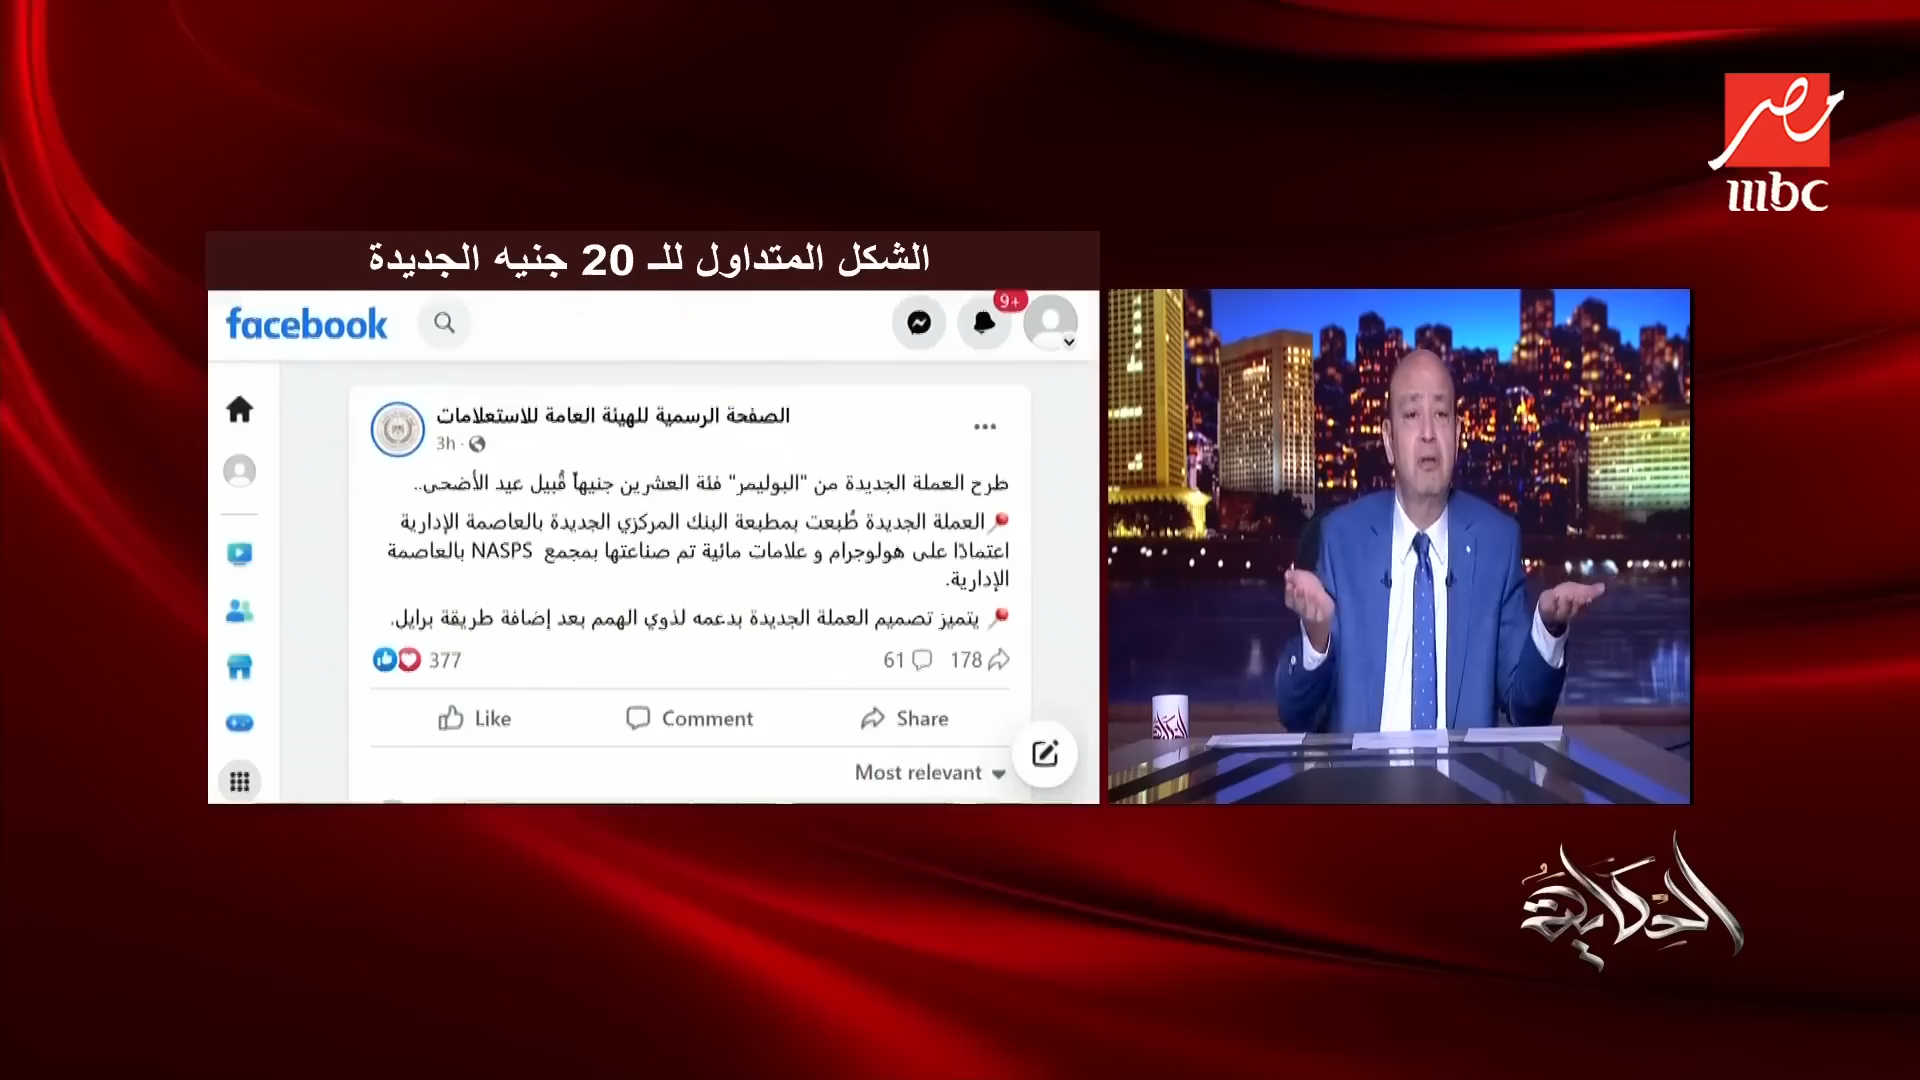 مصر
mbc
الشكل المتداول للـ 20 جنيه الجديدة
facebook
9+
الصفحة الرسمية للهيئة العامة للاستعلامات
3h
طرح العملة الجديدة من "البوليمر" فئة العشرين جنيهاً قُبيل عيد الأضحى..
العملة الجديدة طُبعت بمطبعة البنك المركزي الجديدة بالعاصمة الإدارية
اعتمادًا على هولوجرام و علامات مائية تم صناعتها بمجمع NASPS بالعاصمة
الإدارية.
يتميز تصميم العملة الجديدة بدعمه لذوي الهمم بعد إضافة طريقة برايل.
377
61
178
Like
Comment
Share
Most relevant
الحكاية
الحكاية